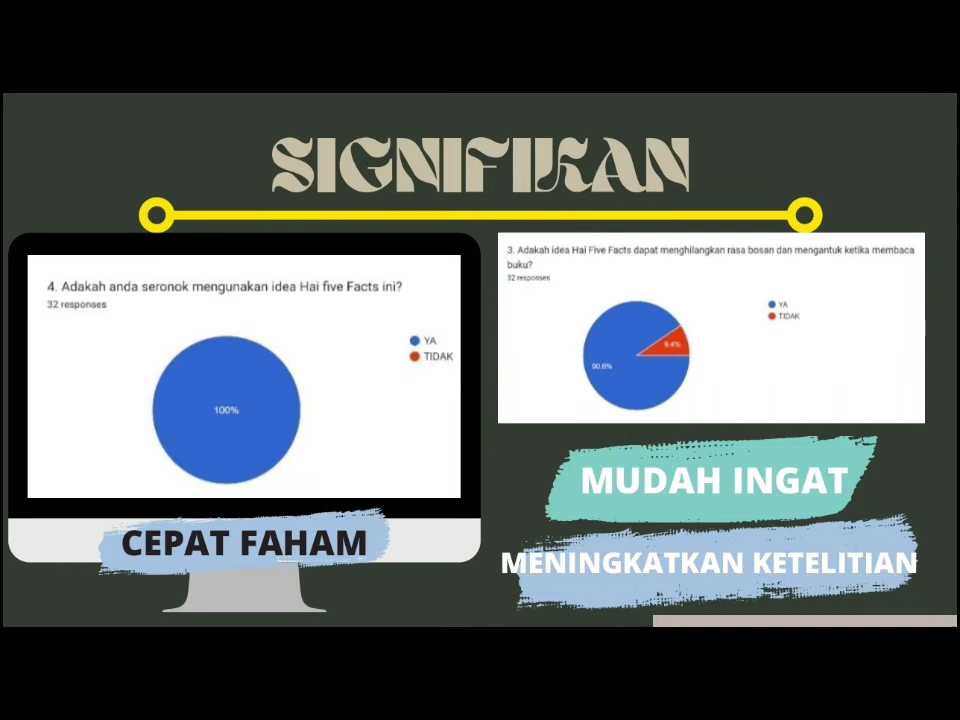 SIGNIFIKAN
4. Adakah anda seronok mengunakan idea Hai five Facts ini?
32 responses
YA
TIDAK
100%
CEPAT FAHAM
3. Adakah idea Hai Five Facts dapat menghilangkan rasa bosan dan mengantuk ketika membaca
buku?
32 responses
YA
TIDAK
9.4%
90.6%
MUDAH INGAT
MENINGKATKAN KETELITIAN